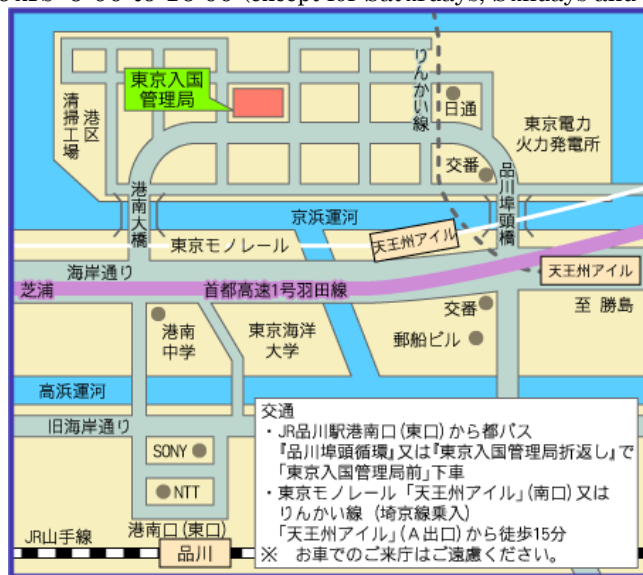 to
(except for Saturdays, Sundays and
東京入国
管理局
港区
清掃工場
りんかい線
日通
東京電力
火力発電所
交番
港南大橋
品川埠頭橋
京浜運河
東京モノレール
天王州アイル
海岸通り
天王州アイル
芝浦
首都高速1号羽田線
港南
中学
東京海洋
大学
交番
至 勝島
郵船ビル
高浜運河
旧海岸通り
SONY
NTT
港南口(東口)
JR山手線
品川
交通
・JR品川駅港南口(東口)から都バス
『品川埠頭循環』又は『東京入国管理局折返し』で
「東京入国管理局前」下車
・東京モノレール「天王州アイル」(南口)又は
りんかい線 (埼京線乗入)
「天王州アイル」(A出口)から徒歩15分
※ お車でのご来庁はご遠慮ください。